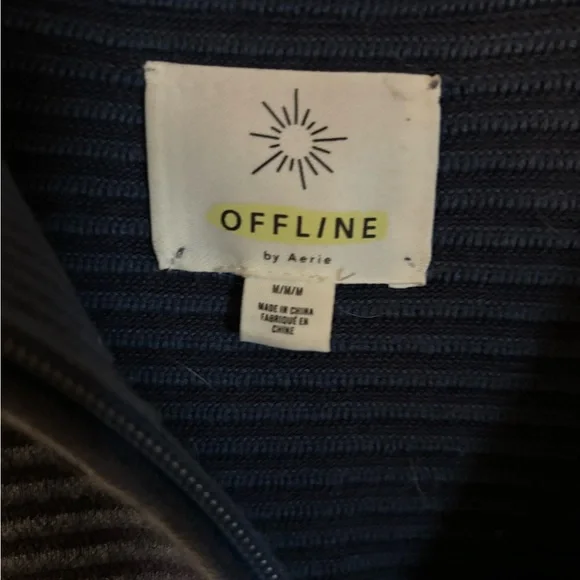 OFFLINE
by Aerie
M/M/M
MADE IN CHINA
FABRIQUÉ EN
CHINE